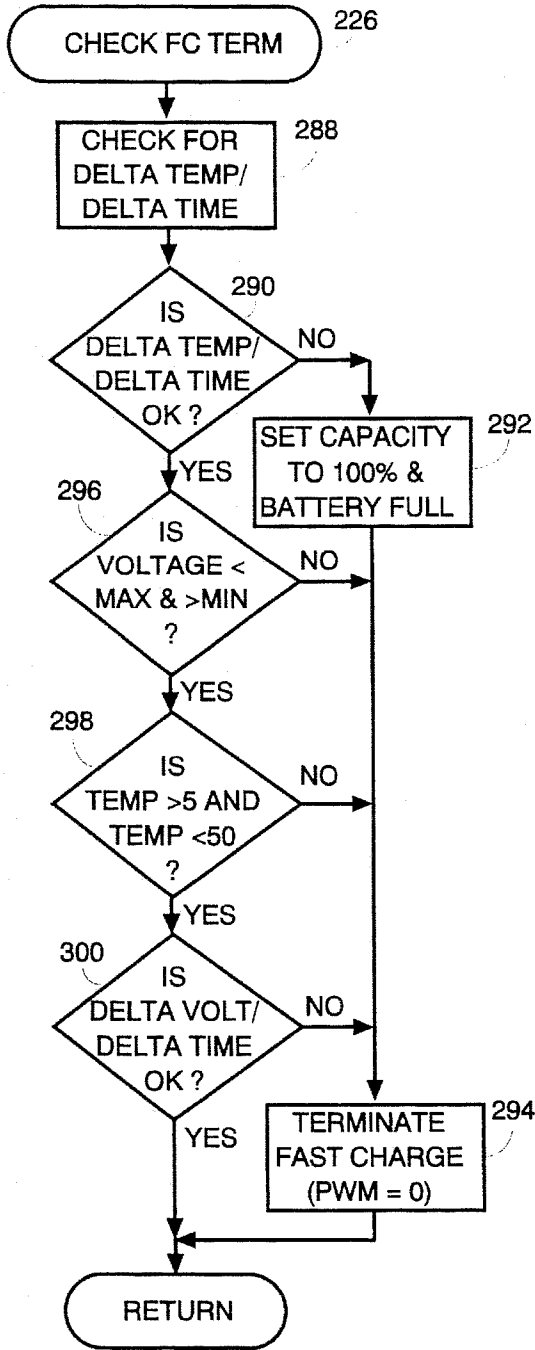 CHECK FC TERM
226
CHECK FOR
DELTA TEMP/
DELTA TIME
288
290
IS
DELTA TEMP/
DELTA TIME
OK ?
NO
YES
SET CAPACITY
TO 100% &
BATTERY FULL
292
296
IS
VOLTAGE <
MAX & >MIN
?
NO
YES
298
IS
TEMP >5 AND
TEMP <50
?
NO
YES
300
IS
DELTA VOLT/
DELTA TIME
OK ?
NO
YES
TERMINATE
FAST CHARGE
(PWM = 0)
294
RETURN